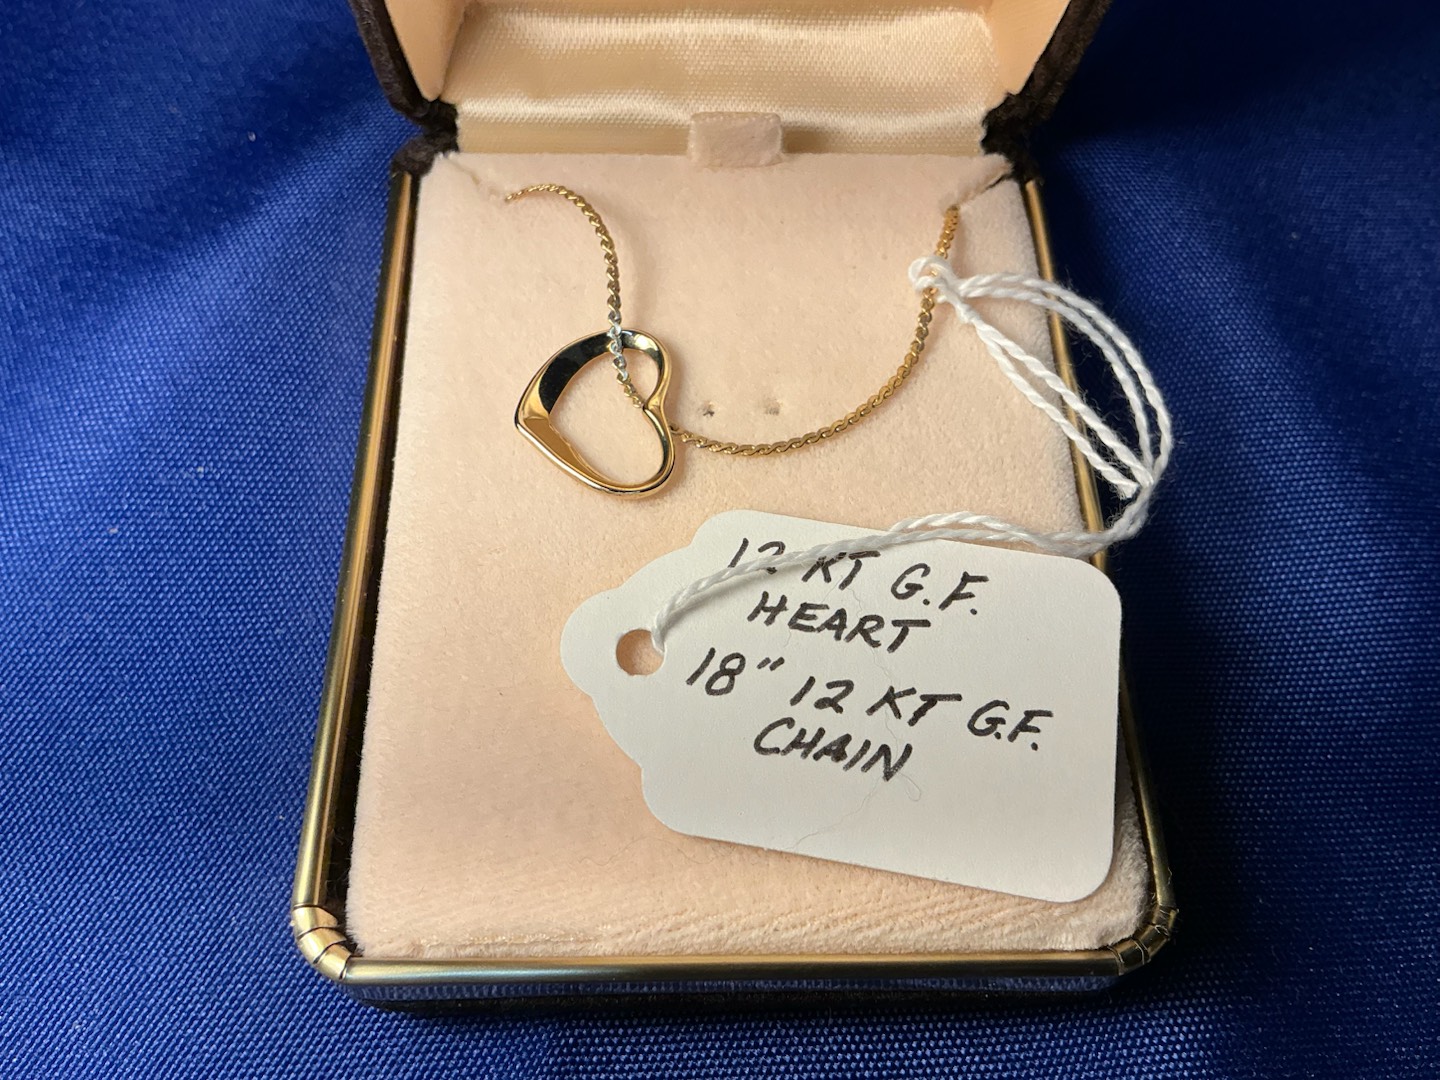 12 KT G.F.
HEART
18" 12 KT G.F.
CHAIN